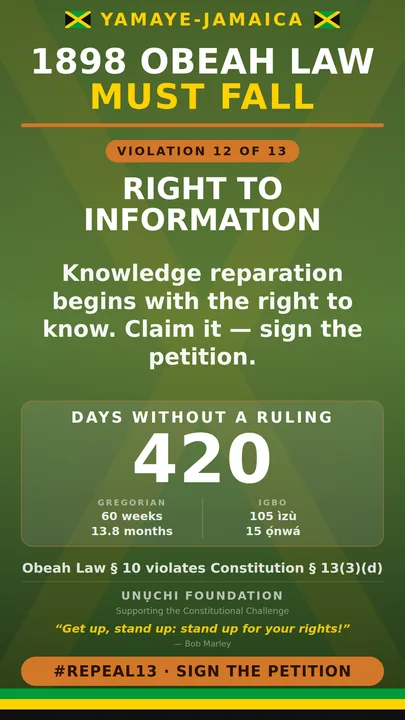 YAMAYE-JAMAICA
1898 OBEAH LAW
MUST FALL
VIOLATION 12 OF 13
RIGHT TO
INFORMATION
Knowledge reparation
begins with the right to
know. Claim it — sign the
petition.
DAYS WITHOUT A RULING
420
GREGORIAN
60 weeks
13.8 months
IGBO
105 ìzù
15 ọ́nwá
Obeah Law § 10 violates Constitution § 13(3)(d)
UNỤCHI FOUNDATION
Supporting the Constitutional Challenge
“Get up, stand up: stand up for your rights!”
— Bob Marley
#REPEAL13 · SIGN THE PETITION